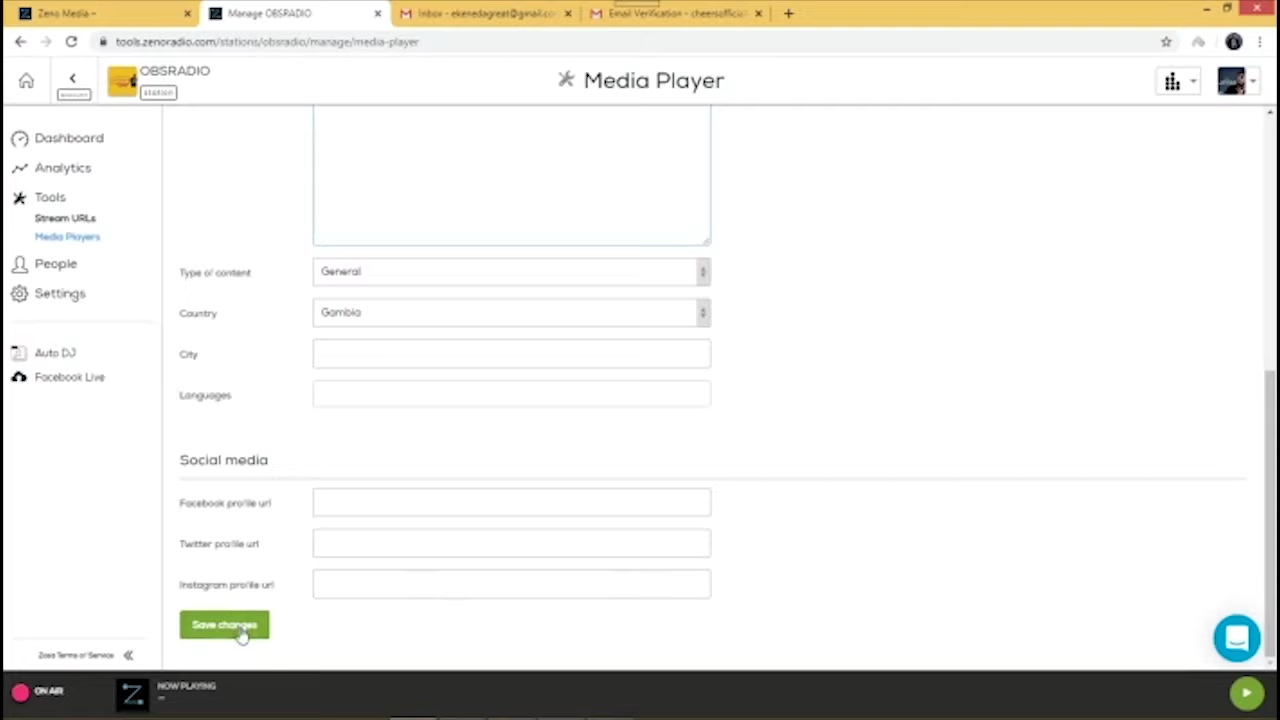 Zeno Media -
Manage OBSRADIO
Inbox - ekenedagreat@gmail.co
Email Verification - cheersofficial
tools.zenoradio.com/stations/obsradio/manage/media-player
OBSRADIO
station
Media Player
Dashboard
Analytics
Tools
Stream URLs
Media Players
People
Settings
Auto DJ
Facebook Live
Type of content
General
Country
Gambia
City
Languages
Social media
Facebook profile url
Twitter profile url
Instagram profile url
Save changes
Zeno Terms of Service
ON AIR
Z
NOW PLAYING
–